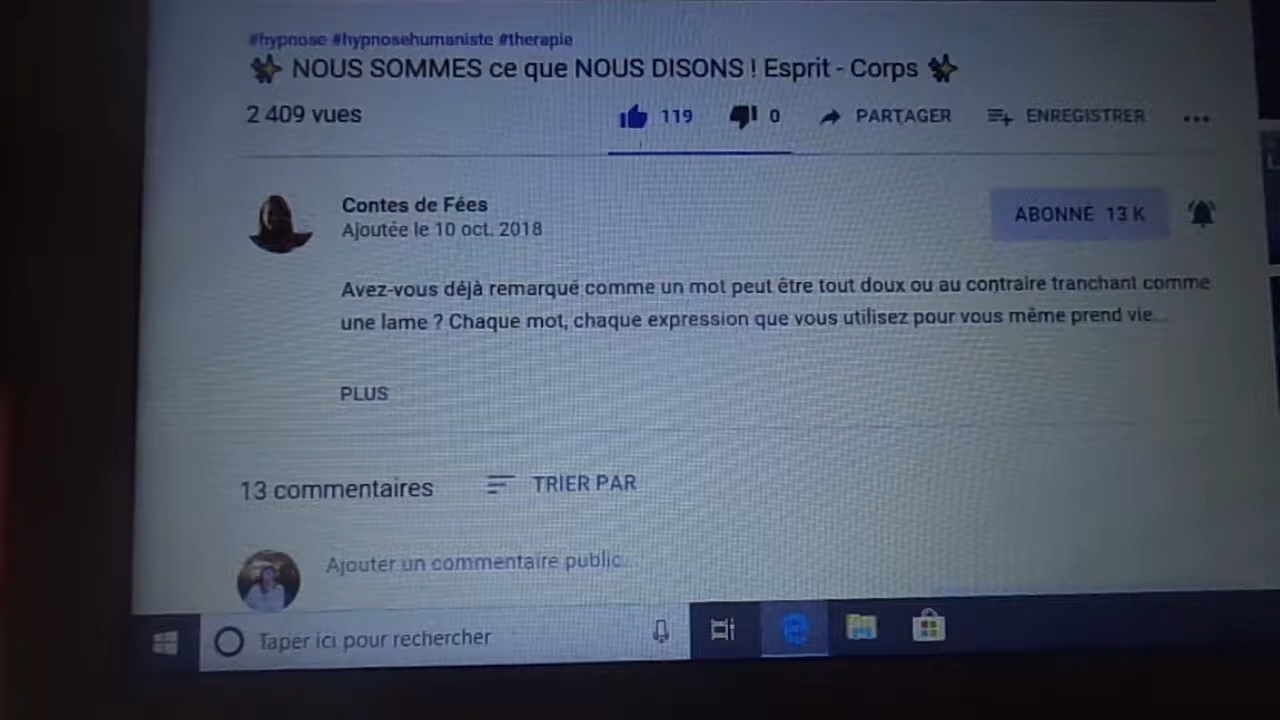 #hypnose #hypnosehumaniste #therapie
NOUS SOMMES ce que NOUS DISONS ! Esprit - Corps
2 409 vues
119
0
PARTAGER
ENREGISTRER
Contes de Fées
Ajoutée le 10 oct. 2018
ABONNÉ 13 K
Avez-vous déjà remarqué comme un mot peut être tout doux ou au contraire tranchant comme
une lame ? Chaque mot, chaque expression que vous utilisez pour vous même prend vie...
PLUS
13 commentaires
TRIER PAR
Ajouter un commentaire public...
Taper ici pour rechercher